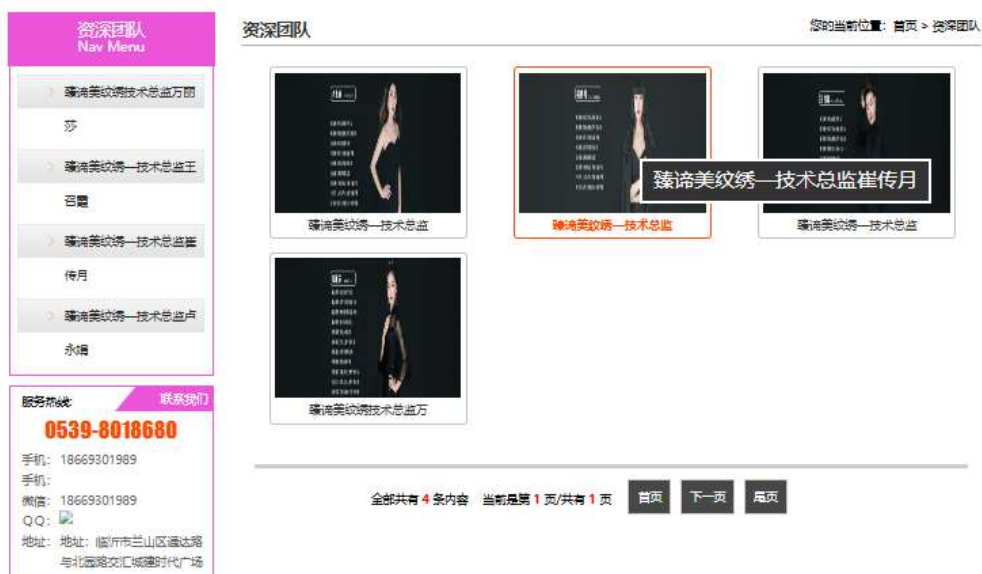 资深团队
Nav Menu
臻谛美纹绣技术总监万丽
莎
臻谛美纹绣—技术总监王
召霞
臻谛美纹绣—技术总监崔
传月
臻谛美纹绣—技术总监卢
永娟
服务热线:
联系我们
0539-8018680
手机: 18669301989
手机:
微信: 18669301989
QQ:
地址: 地址: 临沂市兰山区通达路
与北园路交汇城建时代广场
资深团队
您的当前位置: 首页 > 资深团队
臻谛美纹绣—技术总监
臻谛美纹绣—技术总监
臻谛美纹绣—技术总监
臻谛美纹绣—技术总监崔传月
臻谛美纹绣技术总监万
全部共有 4 条内容 当前是第 1 页/共有 1 页 首页 下一页 尾页